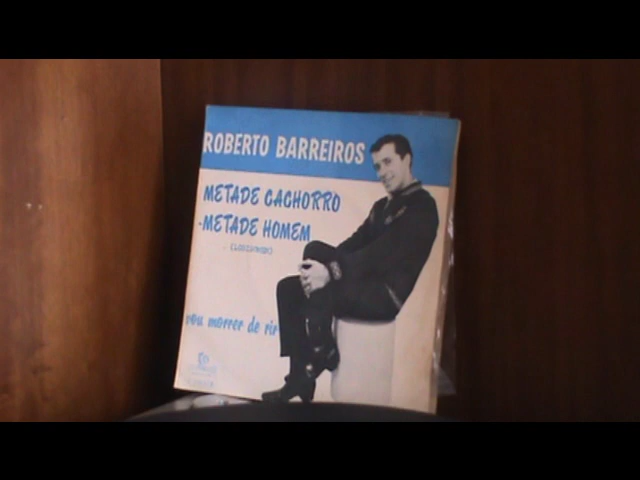 ROBERTO BARREIROS
METADE CACHORRO
-METADE HOMEM
vou morrer de rir